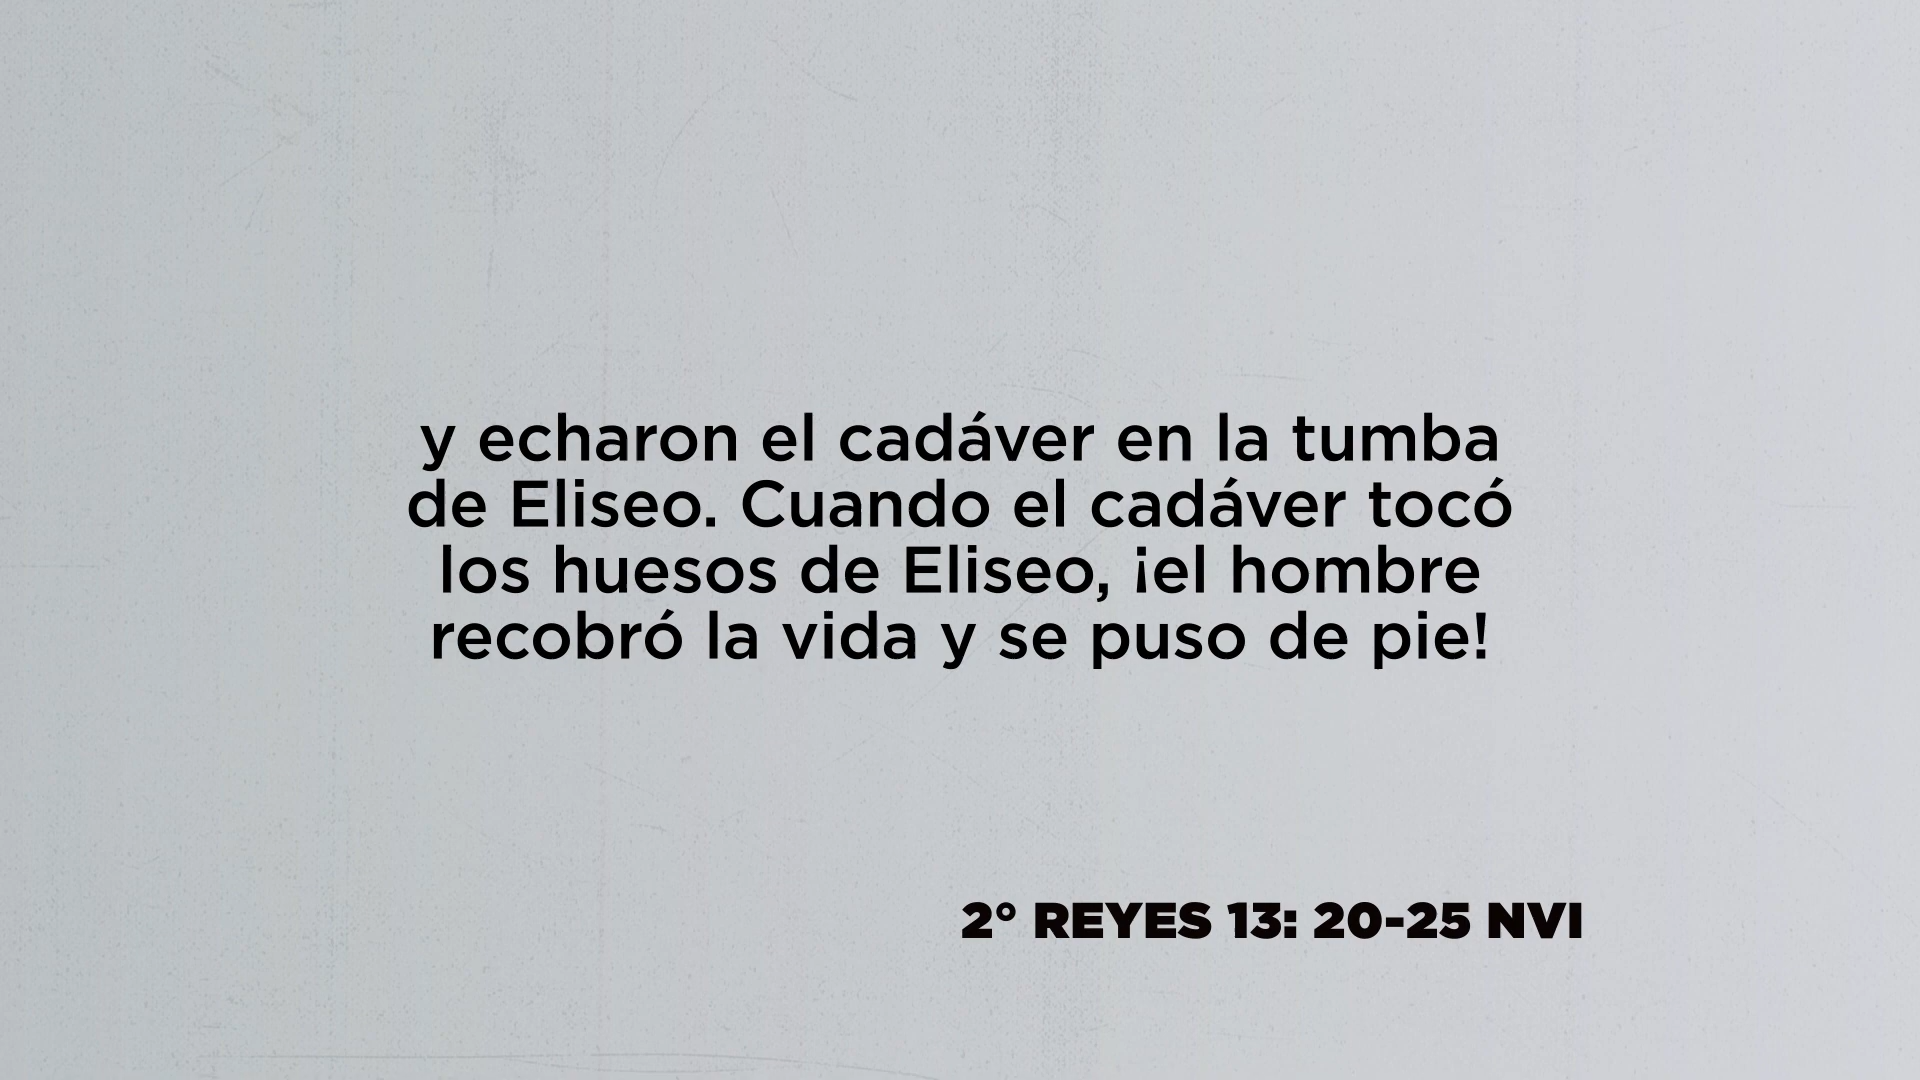 y echaron el cadáver en la tumba
de Eliseo. Cuando el cadáver tocó
los huesos de Eliseo, ¡el hombre
recobró la vida y se puso de pie!
2° REYES 13: 20-25 NVI